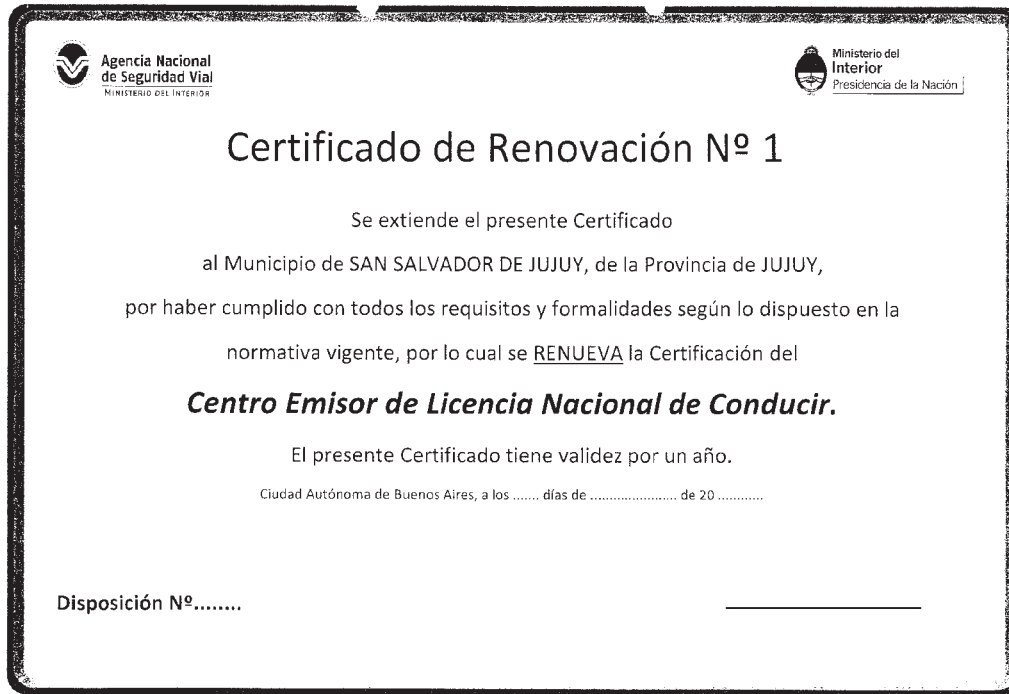 Agencia Nacional
de Seguridad Vial
MINISTERIO DEL INTERIOR
Ministerio del
Interior
Presidencia de la Nación
Certificado de Renovación Nº 1
Se extiende el presente Certificado
al Municipio de SAN SALVADOR DE JUJUY, de la Provincia de JUJUY,
por haber cumplido con todos los requisitos y formalidades según lo dispuesto en la
normativa vigente, por lo cual se RENUEVA la Certificación del
Centro Emisor de Licencia Nacional de Conducir.
El presente Certificado tiene validez por un año.
Ciudad Autónoma de Buenos Aires, a los ....... días de ...................... de 20 ............
Disposición Nº........